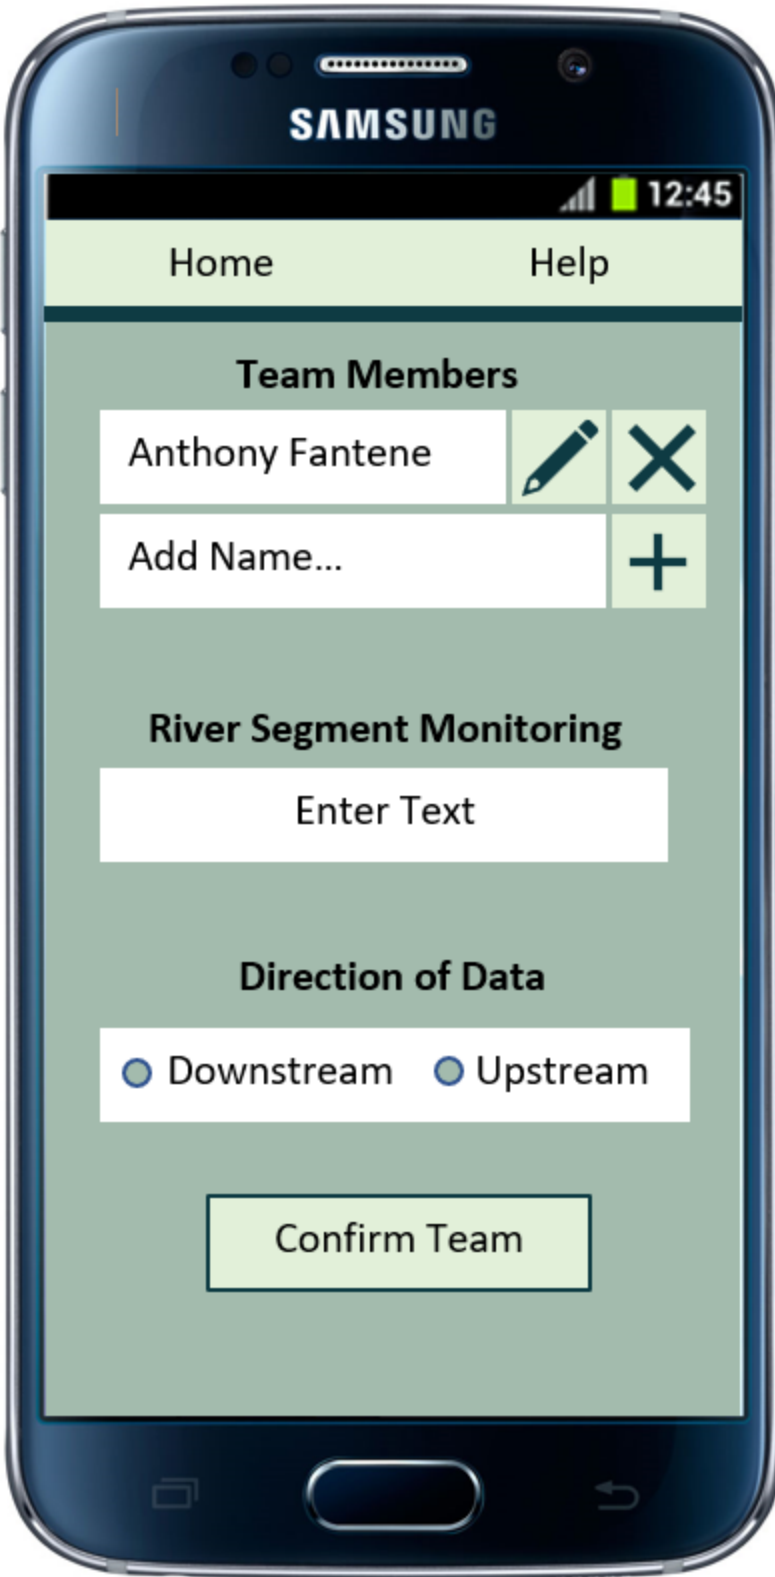 SAMSUNG
12:45
Home Help
Team Members
Anthony Fantene
Add Name...
River Segment Monitoring
Enter Text
Direction of Data
Downstream Upstream
Confirm Team